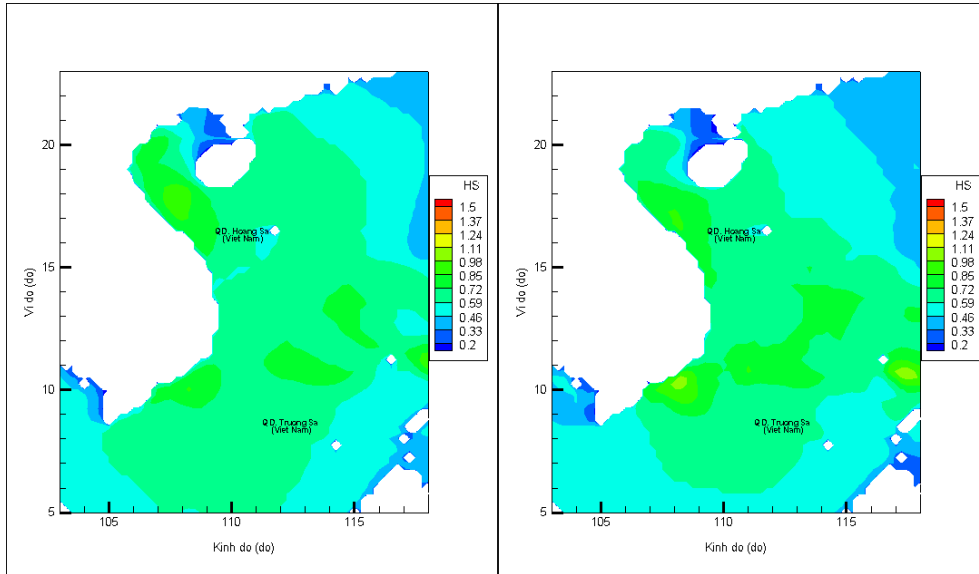 20
15
10
5
105
110
115
Vi do (do)
Kinh do (do)
QD. Hoang Sa
(Viet Nam)
QD. Truong Sa
(Viet Nam)
HS
1.5
1.37
1.24
1.11
0.98
0.85
0.72
0.59
0.46
0.33
0.2
20
15
10
5
105
110
115
Vi do (do)
Kinh do (do)
QD. Hoang Sa
(Viet Nam)
QD. Truong Sa
(Viet Nam)
HS
1.5
1.37
1.24
1.11
0.98
0.85
0.72
0.59
0.46
0.33
0.2